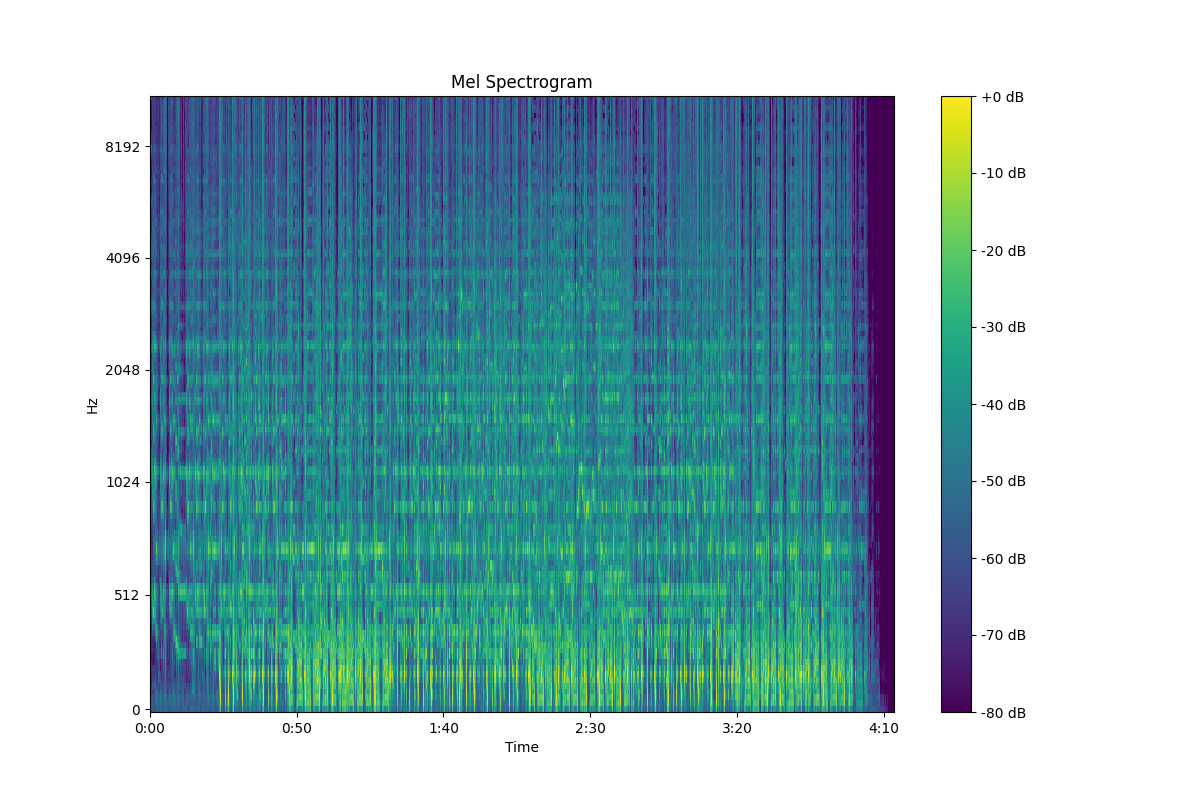 Mel Spectrogram
Hz
8192
4096
2048
1024
512
0
0:00 0:50 1:40 2:30 3:20 4:10
Time
+0 dB
-10 dB
-20 dB
-30 dB
-40 dB
-50 dB
-60 dB
-70 dB
-80 dB